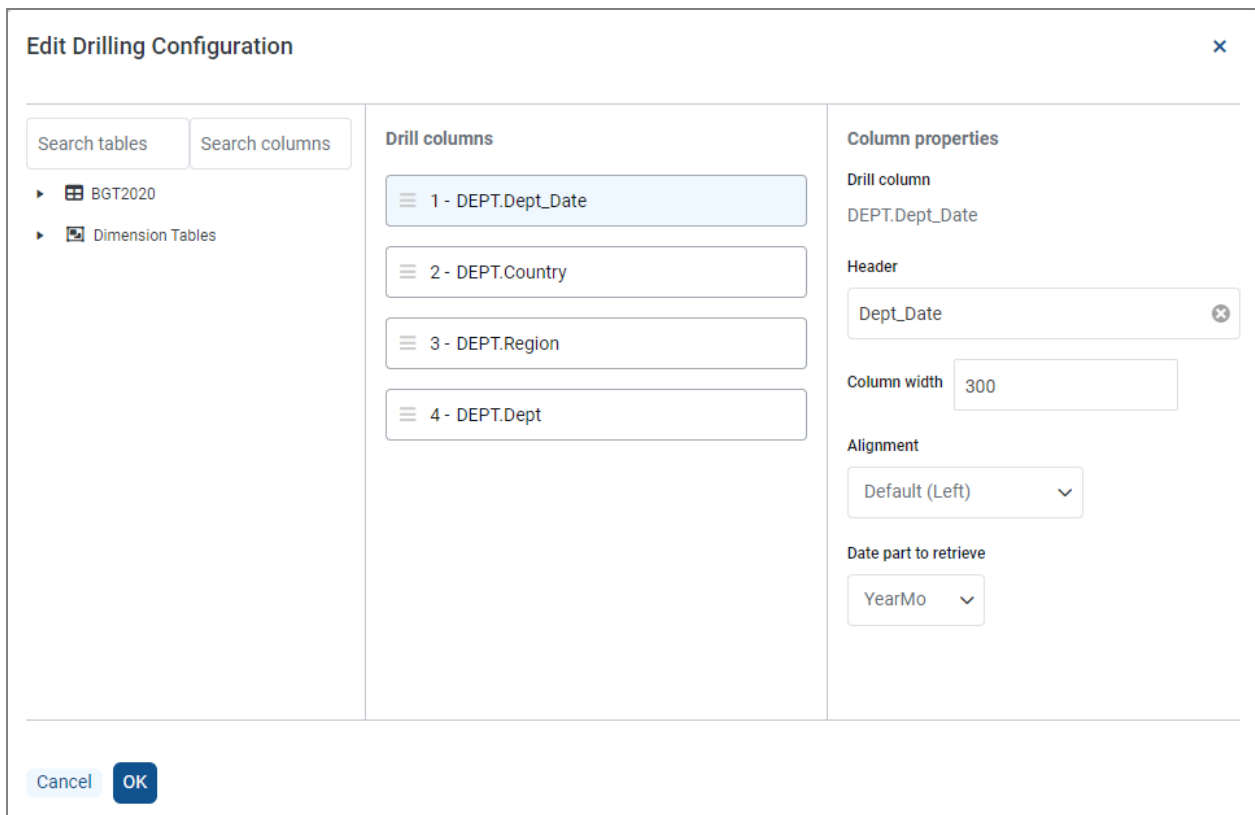 Edit Drilling Configuration
Search tables
Search columns
BGT2020
Dimension Tables
Drill columns
1 - DEPT.Dept_Date
2 - DEPT.Country
3 - DEPT.Region
4 - DEPT.Dept
Column properties
Drill column
DEPT.Dept_Date
Header
Dept_Date
Column width 300
Alignment
Default (Left)
Date part to retrieve
YearMo
Cancel OK